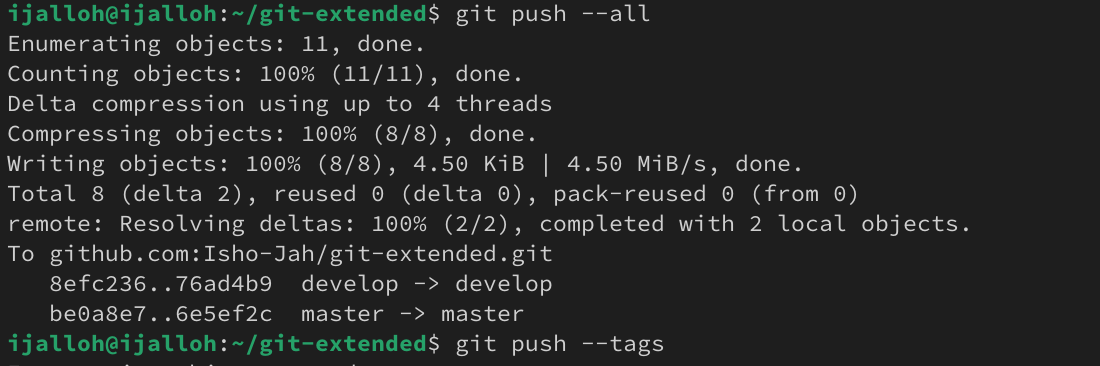 ijalloh@ijalloh:~/git-extended$ git push --all
Enumerating objects: 11, done.
Counting objects: 100% (11/11), done.
Delta compression using up to 4 threads
Compressing objects: 100% (8/8), done.
Writing objects: 100% (8/8), 4.50 KiB | 4.50 MiB/s, done.
Total 8 (delta 2), reused 0 (delta 0), pack-reused 0 (from 0)
remote: Resolving deltas: 100% (2/2), completed with 2 local objects.
To github.com:Isho-Jah/git-extended.git
   8efc236..76ad4b9  develop -> develop
   be0a8e7..6e5ef2c  master -> master
ijalloh@ijalloh:~/git-extended$ git push --tags